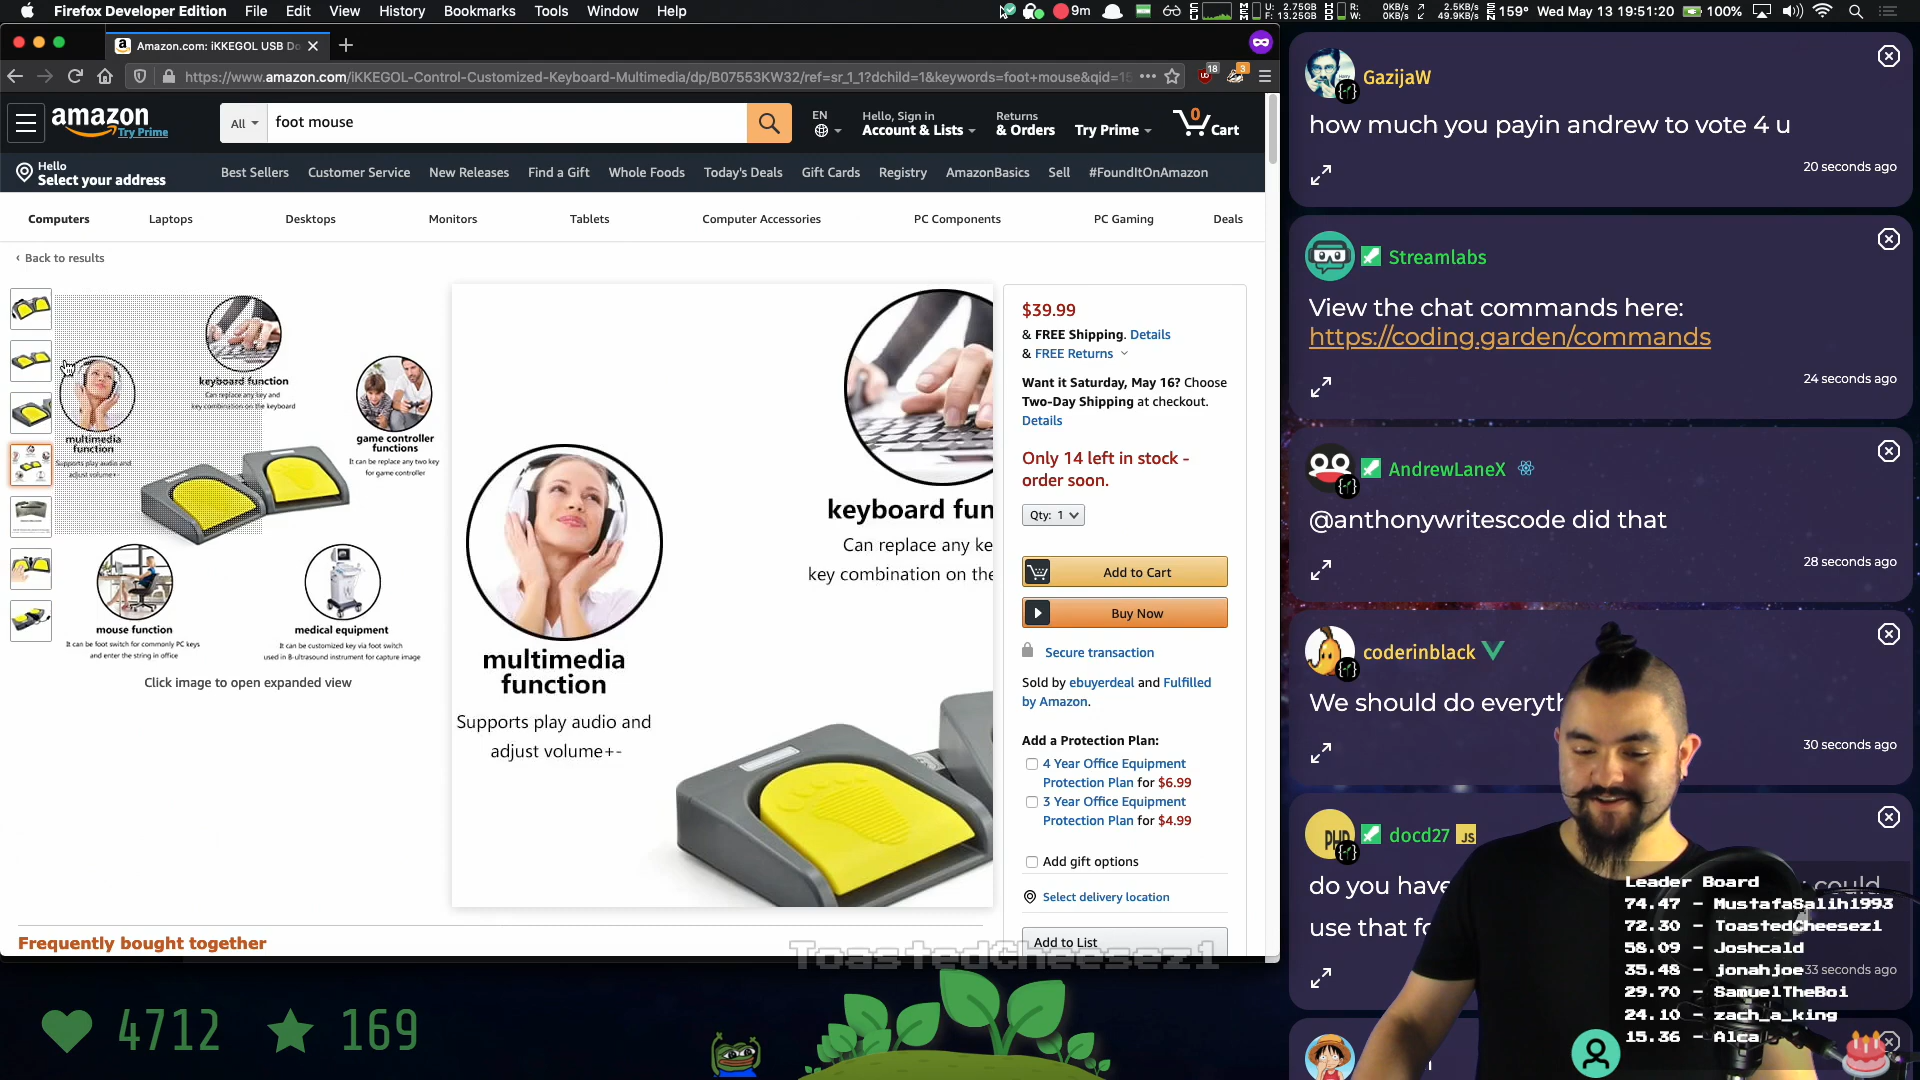 Firefox Developer Edition File Edit View History Bookmarks Tools Window Help
9m U: 2.75GB F: 13.25GB R: 0KB/s W: 0KB/s 2.5KB/s 49.9KB/s 159° Wed May 13 19:51:20 100%
Amazon.com: iKKEGOL USB Do
https://www.amazon.com/iKKEGOL-Control-Customized-Keyboard-Multimedia/dp/B07553KW32/ref=sr_1_1?dchild=1&keywords=foot+mouse&qid=15
18 3
amazon
Try Prime
All foot mouse
EN
Hello, Sign in
Account & Lists
Returns
& Orders
Try Prime
0 Cart
Hello
Select your address
Best Sellers Customer Service New Releases Find a Gift Whole Foods Today's Deals Gift Cards Registry AmazonBasics Sell #FoundItOnAmazon
Computers Laptops Desktops Monitors Tablets Computer Accessories PC Components PC Gaming Deals
‹ Back to results
keyboard function
Can replace any key and
key combination on the keyboard
multimedia
function
Supports play audio and
adjust volume+-
game controller
functions
It can be replace any two key
for game controller
mouse function
It can be foot switch for commonly PC keys
and enter the string in office
medical equipment
It can be customized key via foot switch
used in B-ultrasound instrument for capture image
Click image to open expanded view
keyboard fun
Can replace any ke
key combination on the
multimedia
function
Supports play audio and
adjust volume+-
$39.99
& FREE Shipping. Details
& FREE Returns
Want it Saturday, May 16? Choose
Two-Day Shipping at checkout.
Details
Only 14 left in stock -
order soon.
Qty: 1
Add to Cart
Buy Now
Secure transaction
Sold by ebuyerdeal and Fulfilled
by Amazon.
Add a Protection Plan:
4 Year Office Equipment
Protection Plan for $6.99
3 Year Office Equipment
Protection Plan for $4.99
Add gift options
Select delivery location
Add to List
Frequently bought together
ToastedCheesez1
4712 169
GazijaW
how much you payin andrew to vote 4 u
20 seconds ago
Streamlabs
View the chat commands here:
https://coding.garden/commands
24 seconds ago
AndrewLaneX
@anthonywritescode did that
28 seconds ago
coderinblack
We should do everyth
30 seconds ago
docd27 JS
do you have could
use that fo
33 seconds ago
Leader Board
74.47 - MustafaSalih1993
72.30 - ToastedCheesez1
58.09 - Joshcald
35.48 - jonahjoe
29.70 - SamuelTheBoi
24.10 - zach_a_king
15.36 - Alca